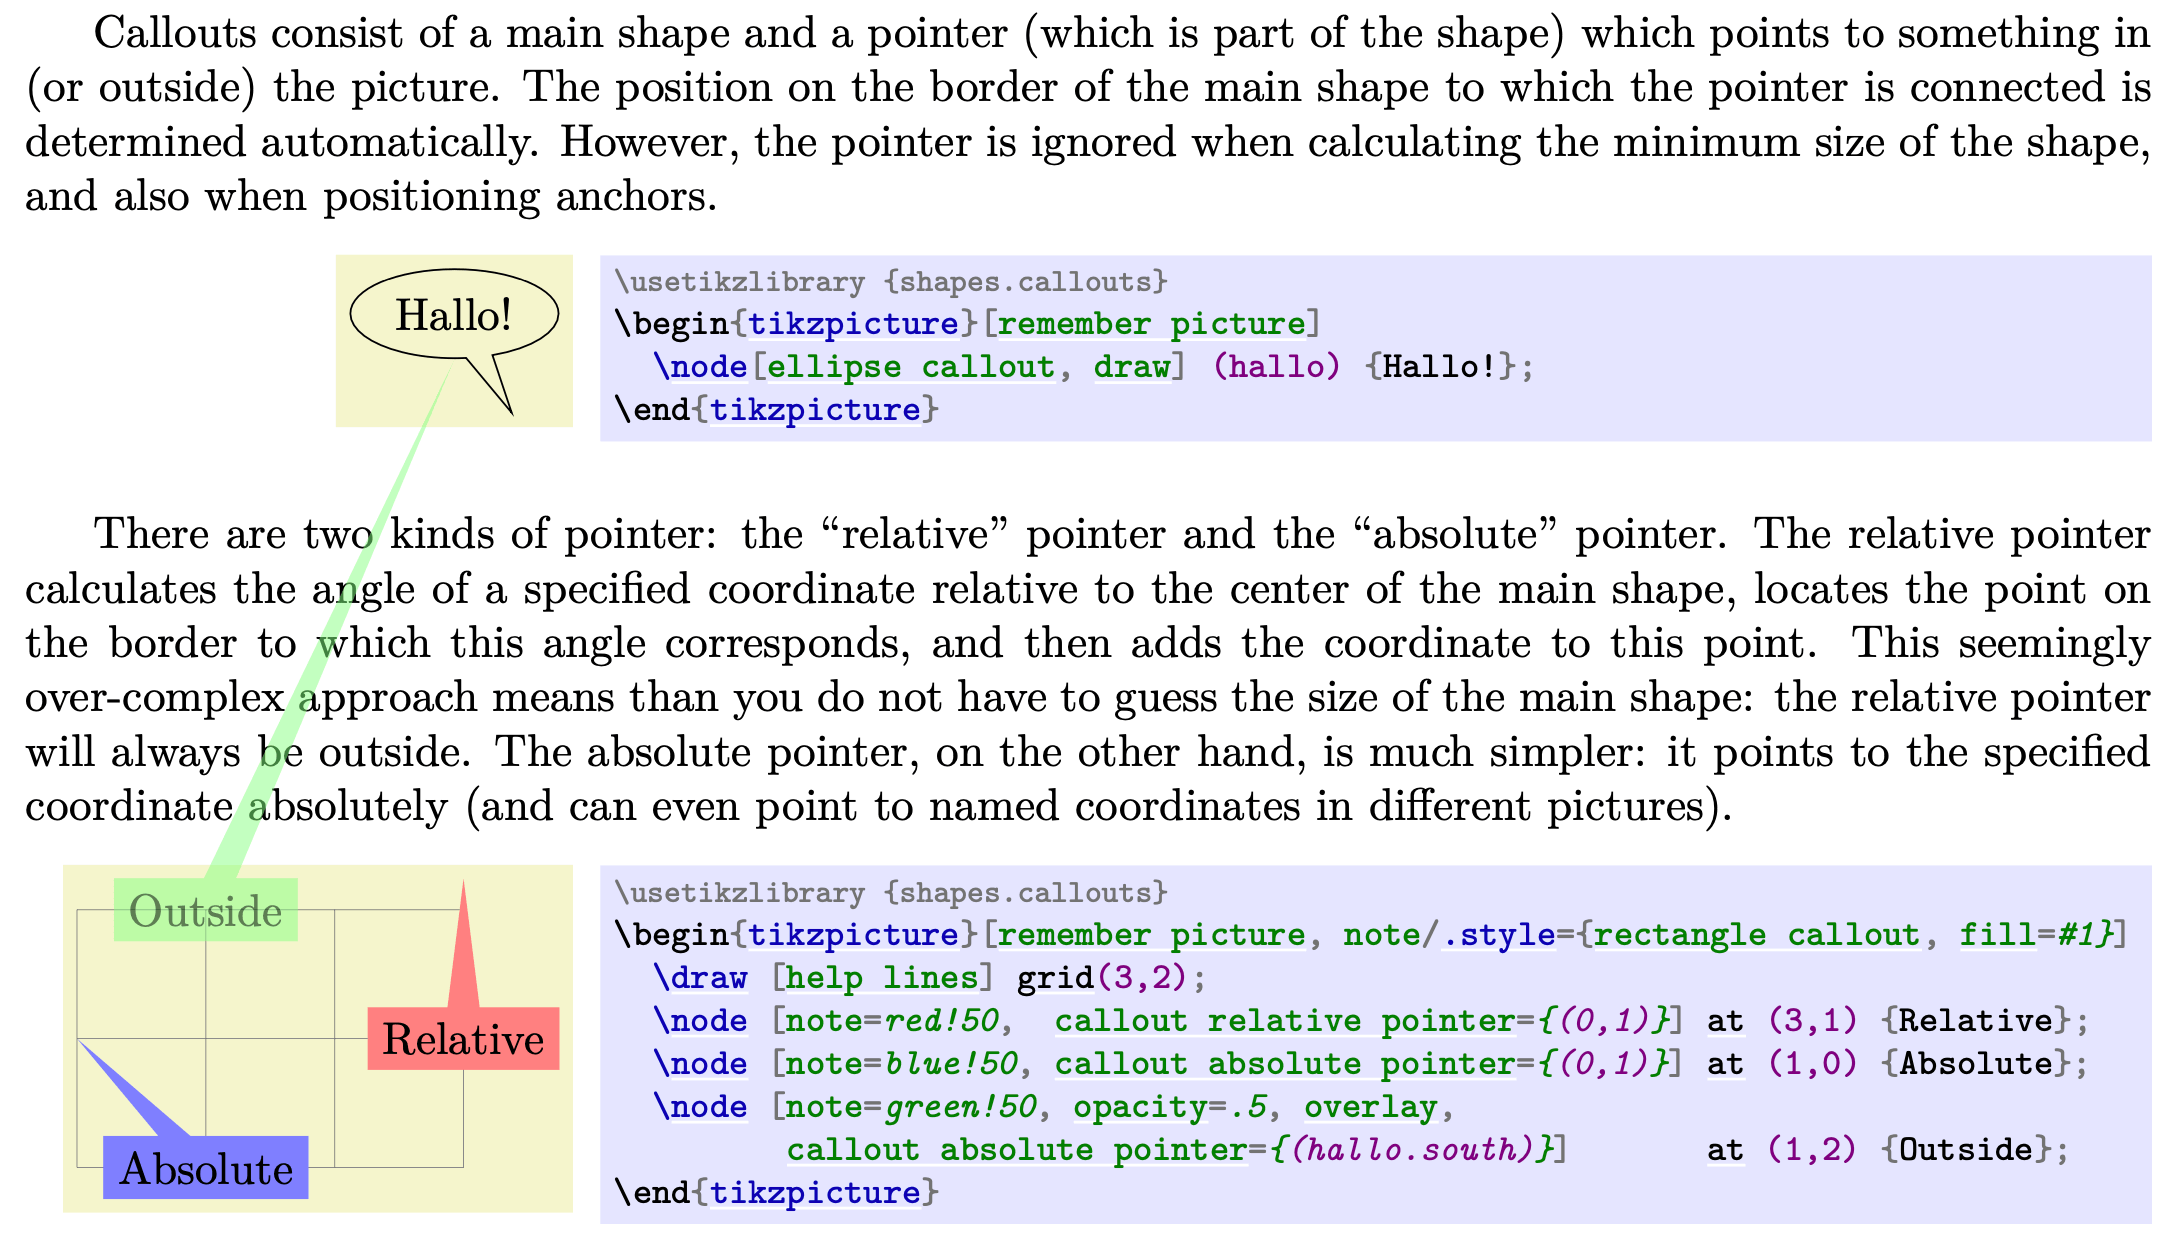 Callouts consist of a main shape and a pointer (which is part of the shape) which points to something in
(or outside) the picture. The position on the border of the main shape to which the pointer is connected is
determined automatically. However, the pointer is ignored when calculating the minimum size of the shape,
and also when positioning anchors.
Hallo!
\usetikzlibrary {shapes.callouts}
\begin{tikzpicture}[remember picture]
  \node[ellipse callout, draw] (hallo) {Hallo!};
\end{tikzpicture}
There are two kinds of pointer: the “relative” pointer and the “absolute” pointer. The relative pointer
calculates the angle of a specified coordinate relative to the center of the main shape, locates the point on
the border to which this angle corresponds, and then adds the coordinate to this point. This seemingly
over-complex approach means than you do not have to guess the size of the main shape: the relative pointer
will always be outside. The absolute pointer, on the other hand, is much simpler: it points to the specified
coordinate absolutely (and can even point to named coordinates in different pictures).
Outside
Relative
Absolute
\usetikzlibrary {shapes.callouts}
\begin{tikzpicture}[remember picture, note/.style={rectangle callout, fill=#1}]
  \draw [help lines] grid(3,2);
  \node [note=red!50,  callout relative pointer={(0,1)}] at (3,1) {Relative};
  \node [note=blue!50, callout absolute pointer={(0,1)}] at (1,0) {Absolute};
  \node [note=green!50, opacity=.5, overlay,
         callout absolute pointer={(hallo.south)}]       at (1,2) {Outside};
\end{tikzpicture}